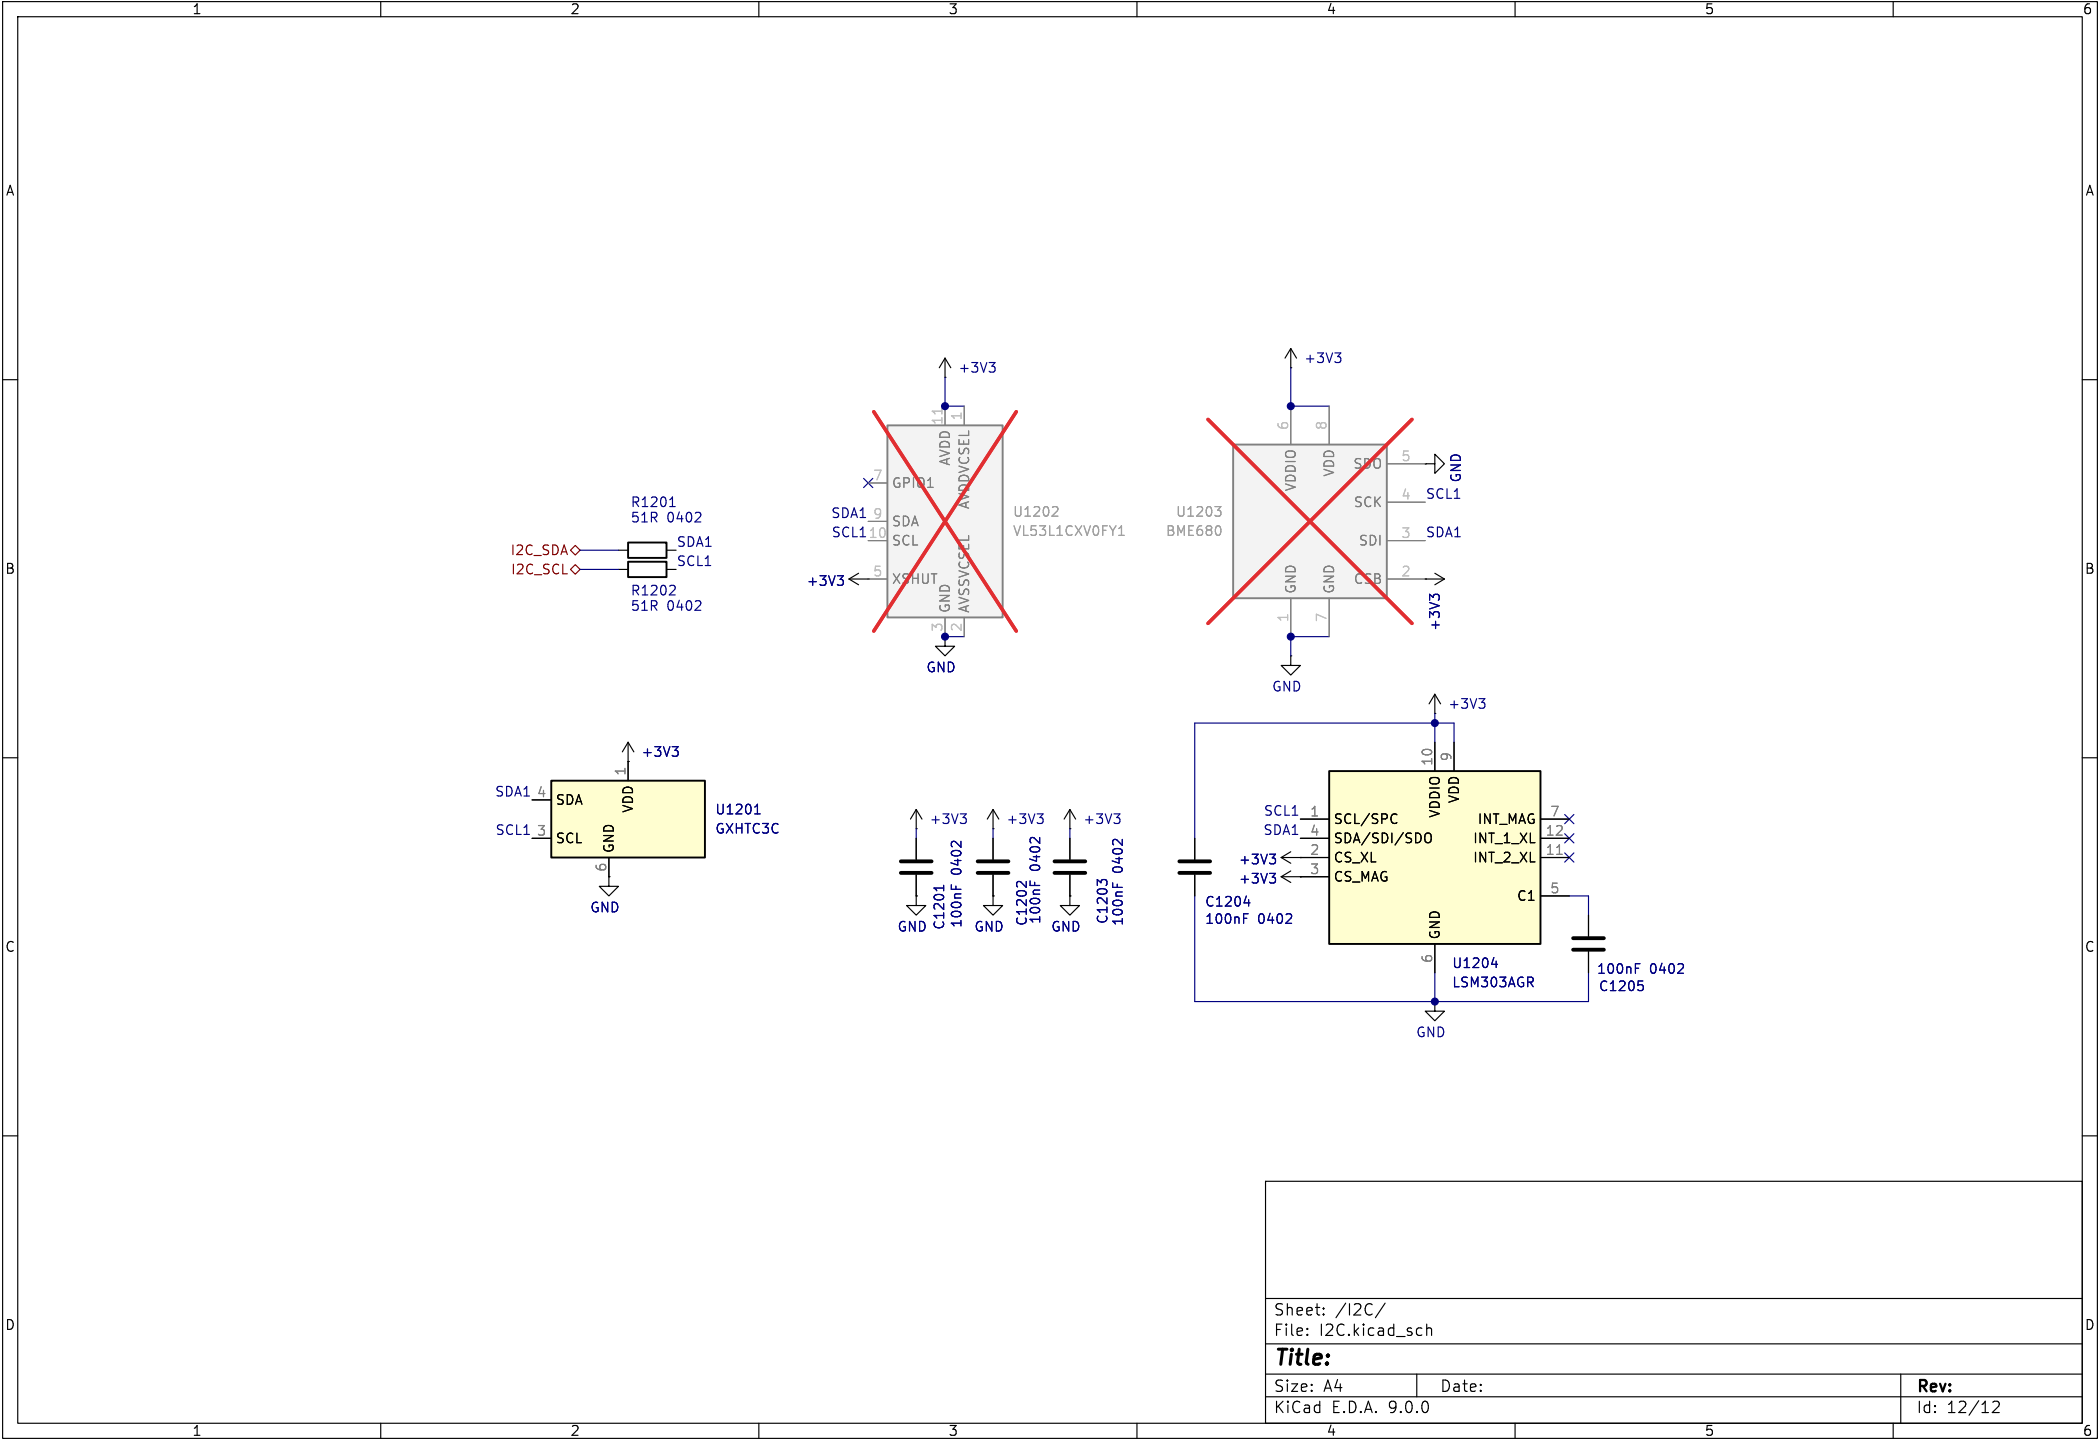 1 2 3 4 5 6
A A
B B
C C
D D
+3V3
11 1
AVDD
AVDDVCSEL
7 GPIO1
SDA1 9 SDA
SCL1 10 SCL
+3V3 5 XSHUT
GND
AVSSVCSEL
3 2
GND
U1202
VL53L1CXV0FY1
+3V3
6 8
VDDIO
VDD
SDO 5 GND
SCK 4 SCL1
SDI 3 SDA1
CSB 2 +3V3
GND
GND
1 7
GND
U1203
BME680
R1201
51R 0402
I2C_SDA SDA1
I2C_SCL SCL1
R1202
51R 0402
+3V3
1
VDD
SDA1 4 SDA
SCL1 3 SCL
GND
6
GND
U1201
GXHTC3C
+3V3
C1201
100nF 0402
GND
+3V3
C1202
100nF 0402
GND
+3V3
C1203
100nF 0402
GND
+3V3
10 9
VDDIO
VDD
SCL1 1 SCL/SPC
SDA1 4 SDA/SDI/SDO
+3V3 2 CS_XL
+3V3 3 CS_MAG
INT_MAG 7
INT_1_XL 12
INT_2_XL 11
C1 5
GND
6
U1204
LSM303AGR
C1204
100nF 0402
100nF 0402
C1205
GND
Sheet: /I2C/
File: I2C.kicad_sch
Title:
Size: A4 Date: Rev:
KiCad E.D.A. 9.0.0 Id: 12/12
1 2 3 4 5 6